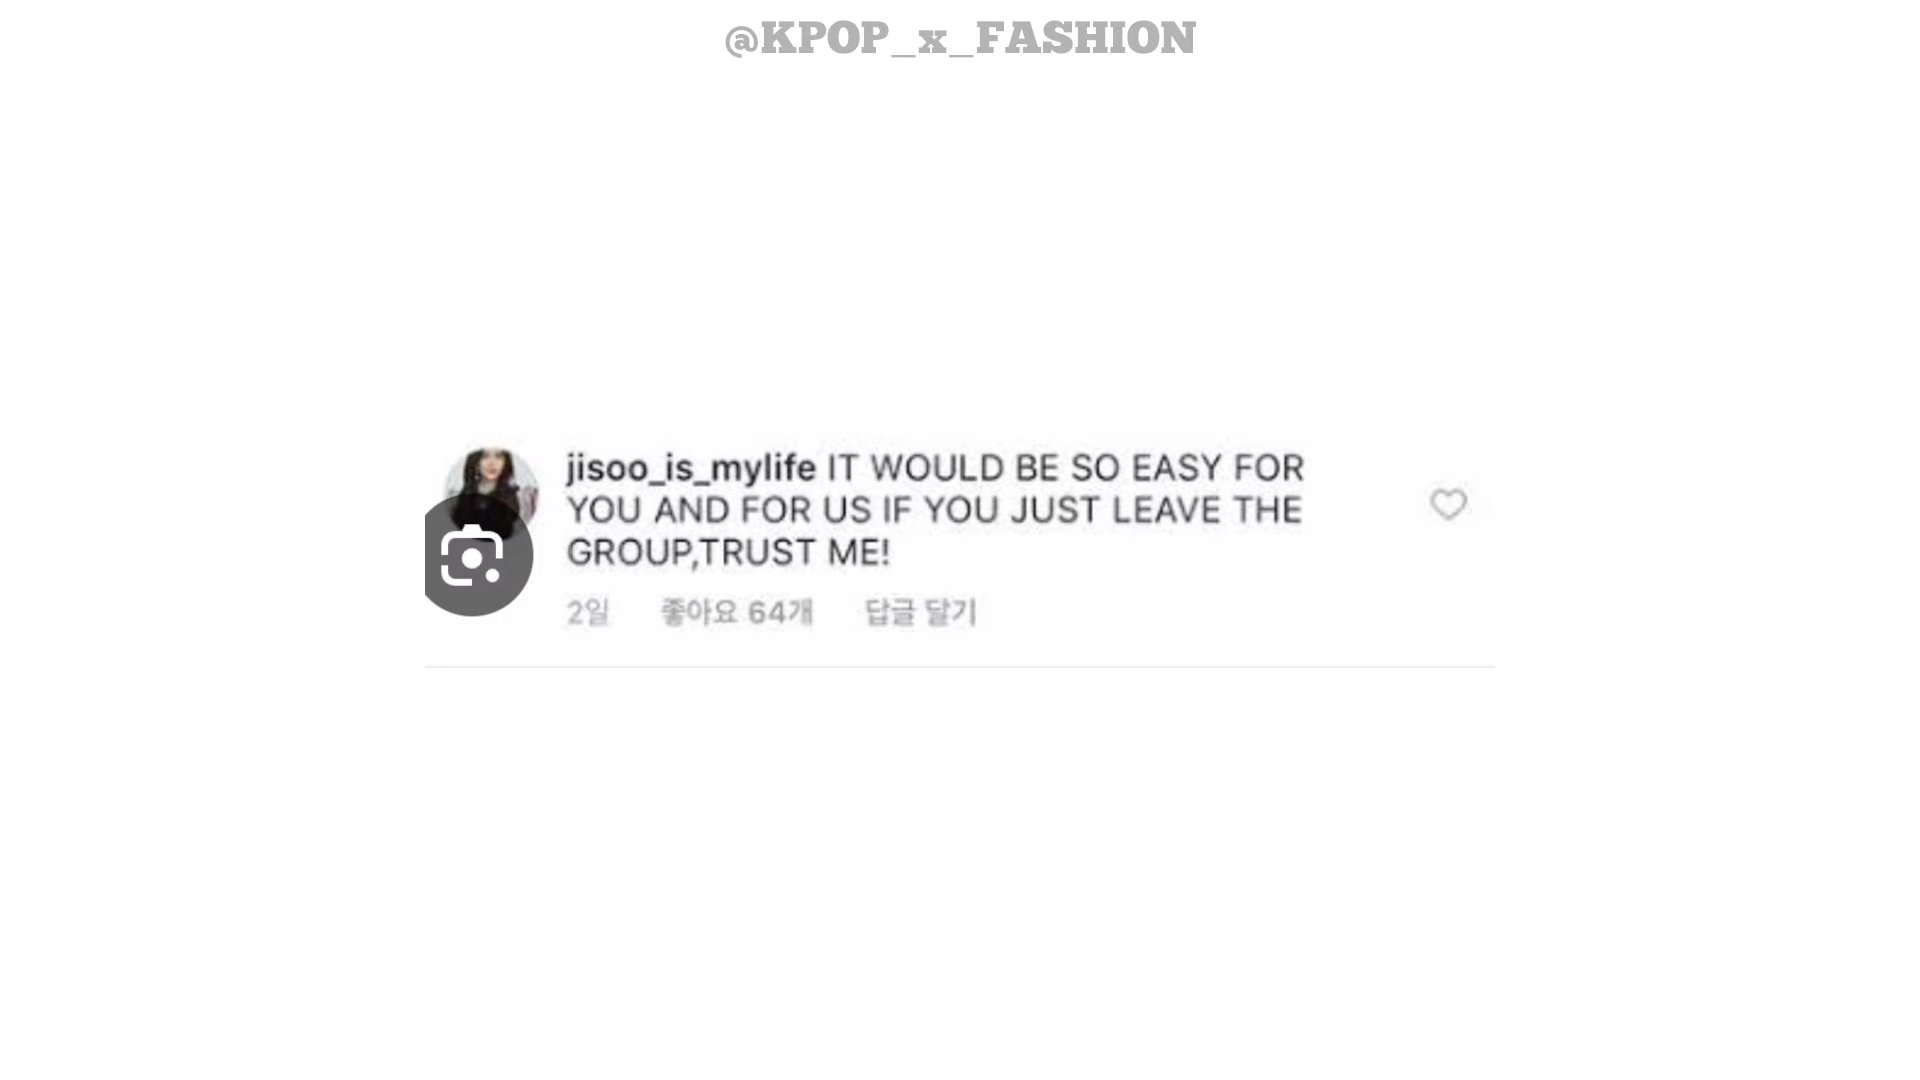 @KPOP_x_FASHION
jisoo_is_mylife IT WOULD BE SO EASY FOR
YOU AND FOR US IF YOU JUST LEAVE THE
GROUP,TRUST ME!
2일 좋아요 64개 답글 달기